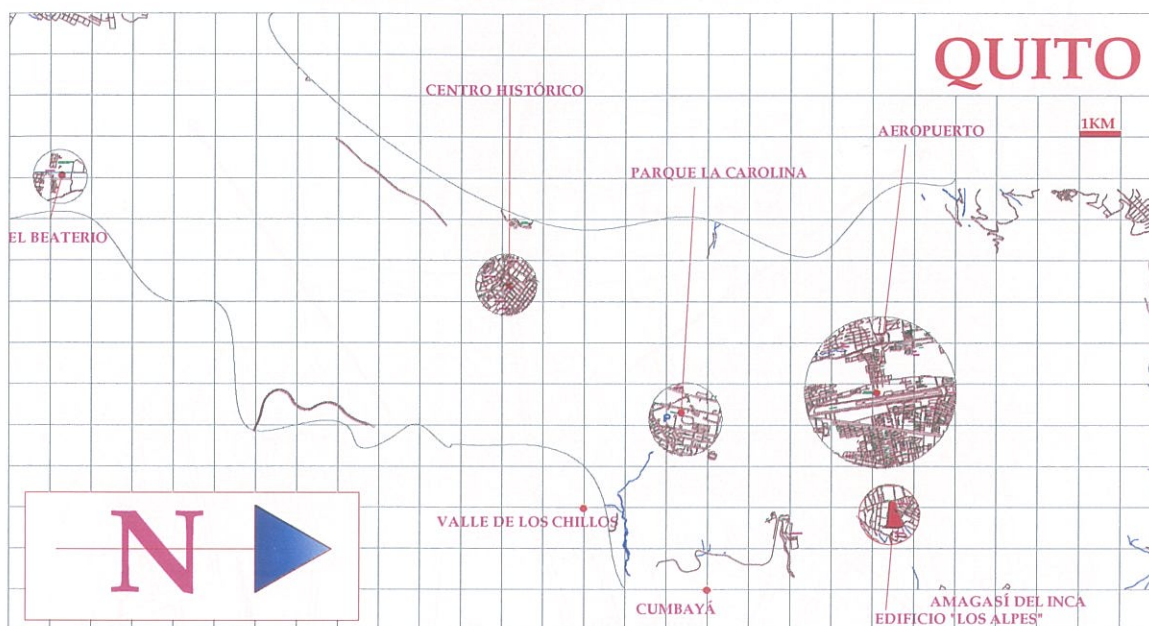 QUITO
CENTRO HISTÓRICO
1KM
AEROPUERTO
PARQUE LA CAROLINA
EL BEATERIO
P
VALLE DE LOS CHILLOS
N
CUMBAYÁ
AMAGASÍ DEL INCA
EDIFICIO "LOS ALPES"